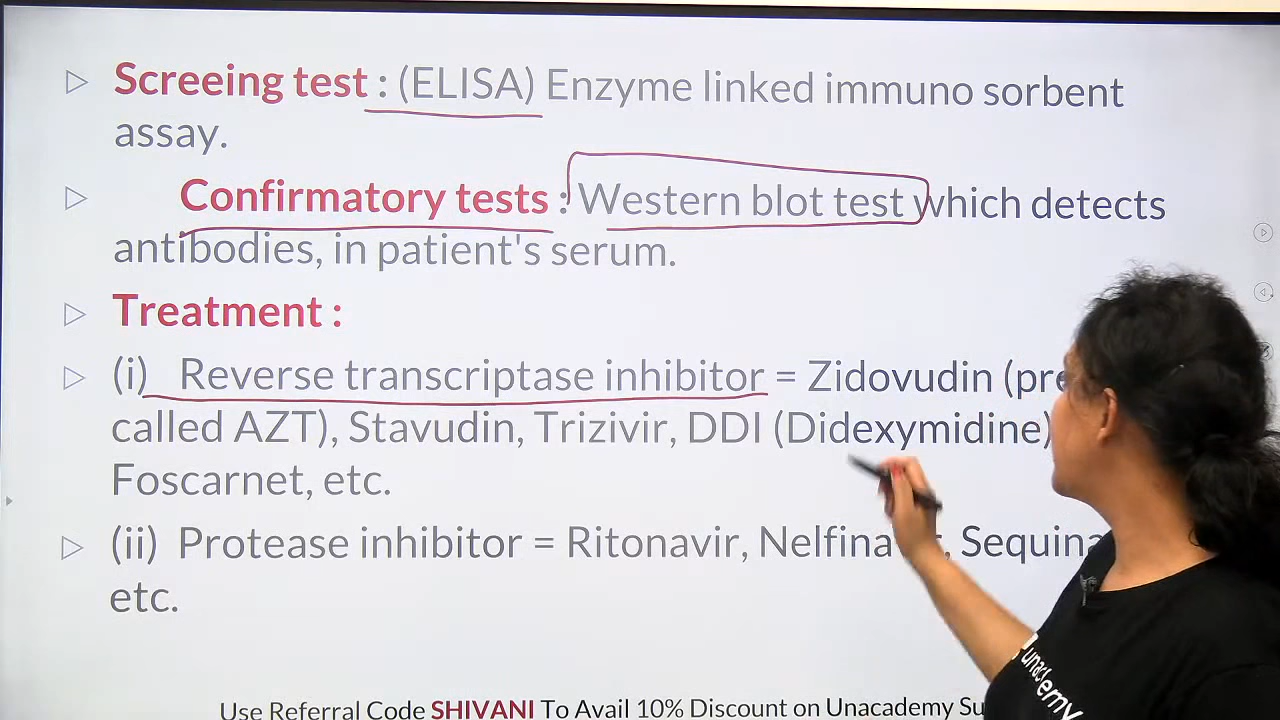 Screeing test : (ELISA) Enzyme linked immuno sorbent
assay.
Confirmatory tests : Western blot test which detects
antibodies, in patient's serum.
Treatment :
(i) Reverse transcriptase inhibitor = Zidovudin (pre
called AZT), Stavudin, Trizivir, DDI (Didexymidine)
Foscarnet, etc.
(ii) Protease inhibitor = Ritonavir, Nelfina r, Sequina
etc.
unacademy
Use Referral Code SHIVANI To Avail 10% Discount on Unacademy Su